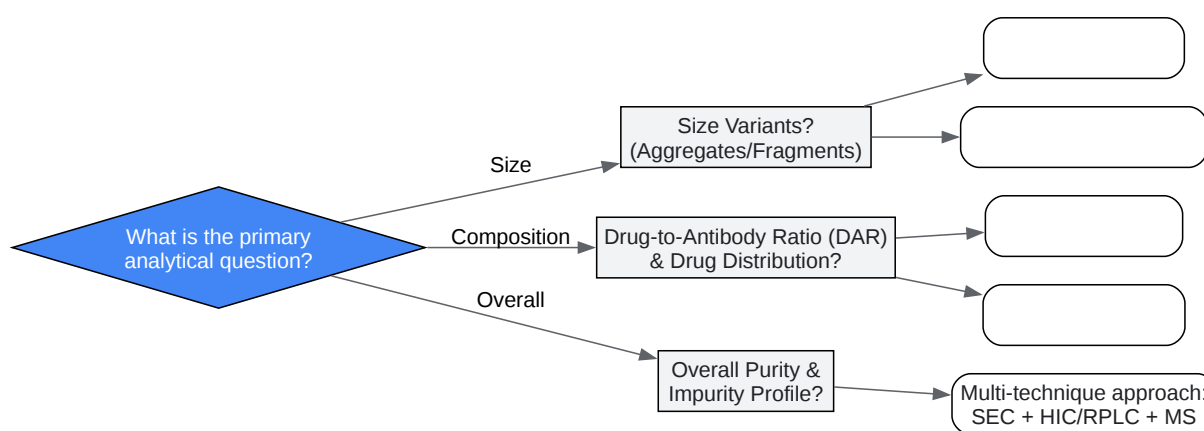 Size Variants?
(Aggregates/Fragments)
Size
What is the primary
analytical question?
Composition
Drug-to-Antibody Ratio (DAR)
& Drug Distribution?
Overall
Overall Purity &
Impurity Profile?
Multi-technique approach:
SEC + HIC/RPLC + MS